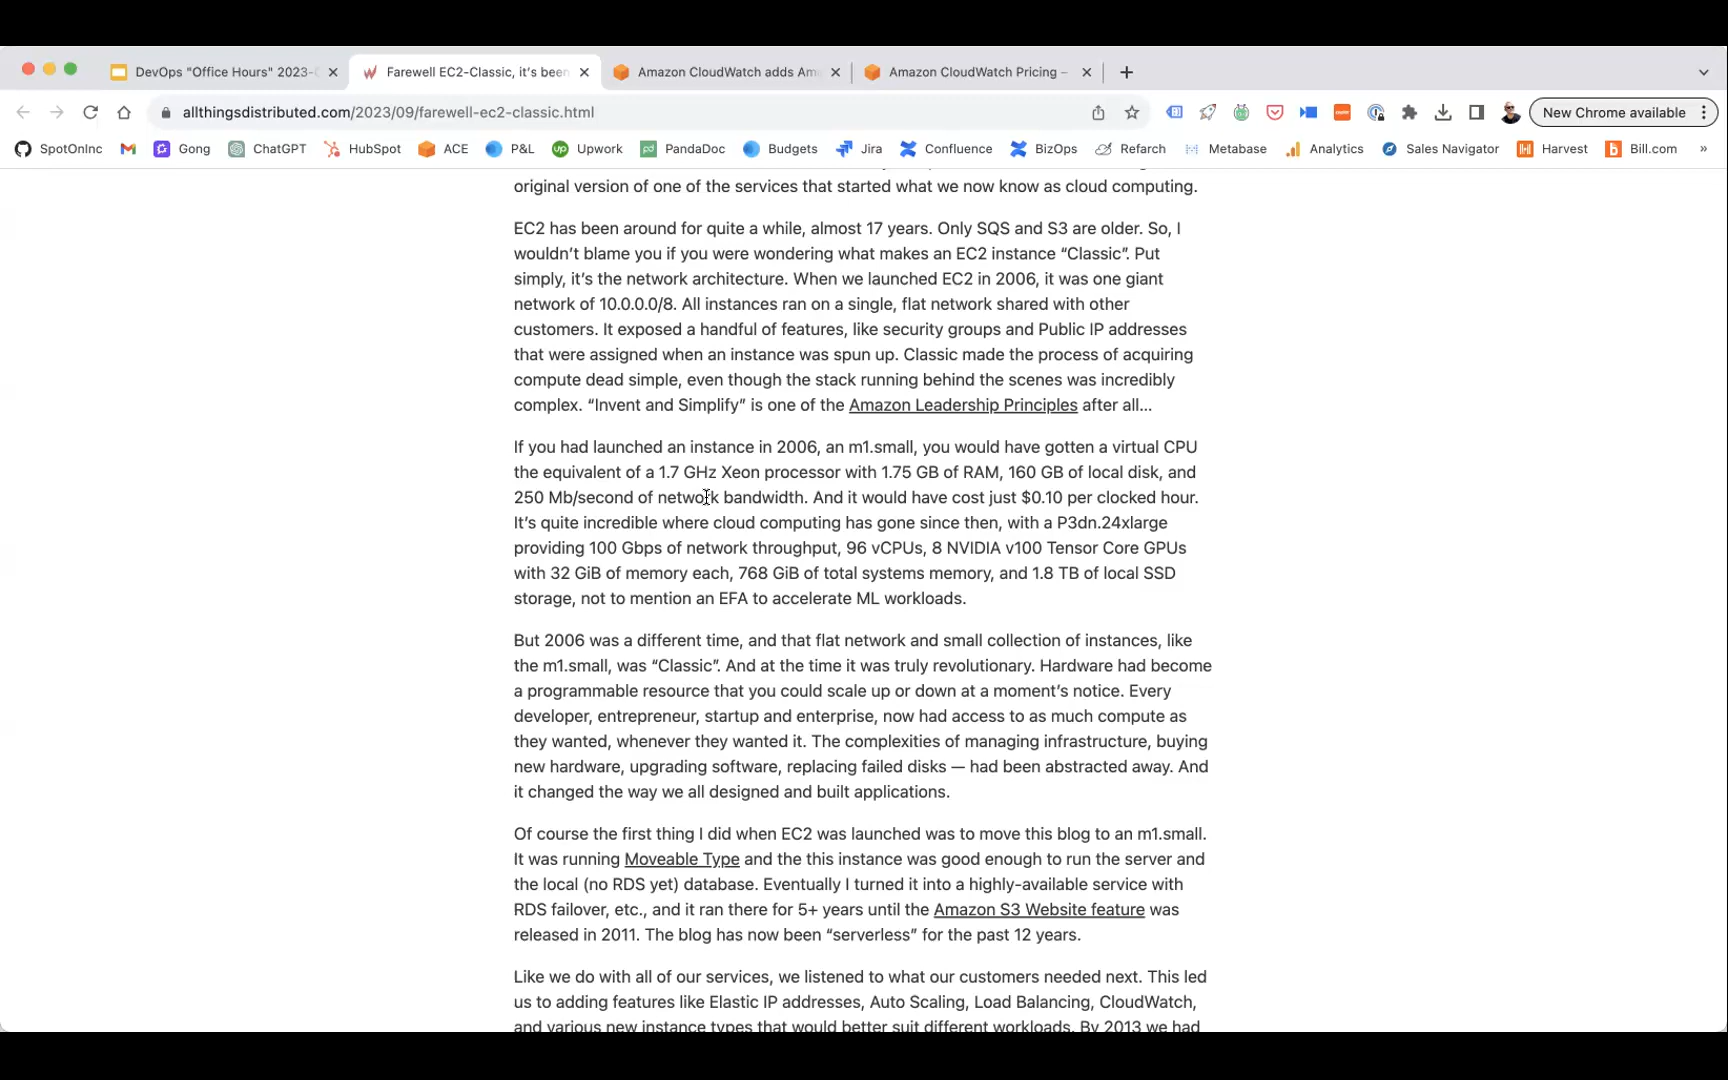 DevOps "Office Hours" 2023-
Farewell EC2-Classic, it's been
Amazon CloudWatch adds Am
Amazon CloudWatch Pricing –
allthingsdistributed.com/2023/09/farewell-ec2-classic.html
New Chrome available
SpotOnInc
Gong
ChatGPT
HubSpot
ACE
P&L
Upwork
PandaDoc
Budgets
Jira
Confluence
BizOps
Refarch
Metabase
Analytics
Sales Navigator
Harvest
Bill.com
»
original version of one of the services that started what we now know as cloud computing.
EC2 has been around for quite a while, almost 17 years. Only SQS and S3 are older. So, I
wouldn't blame you if you were wondering what makes an EC2 instance “Classic”. Put
simply, it's the network architecture. When we launched EC2 in 2006, it was one giant
network of 10.0.0.0/8. All instances ran on a single, flat network shared with other
customers. It exposed a handful of features, like security groups and Public IP addresses
that were assigned when an instance was spun up. Classic made the process of acquiring
compute dead simple, even though the stack running behind the scenes was incredibly
complex. “Invent and Simplify” is one of the Amazon Leadership Principles after all...
If you had launched an instance in 2006, an m1.small, you would have gotten a virtual CPU
the equivalent of a 1.7 GHz Xeon processor with 1.75 GB of RAM, 160 GB of local disk, and
250 Mb/second of network bandwidth. And it would have cost just $0.10 per clocked hour.
It's quite incredible where cloud computing has gone since then, with a P3dn.24xlarge
providing 100 Gbps of network throughput, 96 vCPUs, 8 NVIDIA v100 Tensor Core GPUs
with 32 GiB of memory each, 768 GiB of total systems memory, and 1.8 TB of local SSD
storage, not to mention an EFA to accelerate ML workloads.
But 2006 was a different time, and that flat network and small collection of instances, like
the m1.small, was “Classic”. And at the time it was truly revolutionary. Hardware had become
a programmable resource that you could scale up or down at a moment's notice. Every
developer, entrepreneur, startup and enterprise, now had access to as much compute as
they wanted, whenever they wanted it. The complexities of managing infrastructure, buying
new hardware, upgrading software, replacing failed disks — had been abstracted away. And
it changed the way we all designed and built applications.
Of course the first thing I did when EC2 was launched was to move this blog to an m1.small.
It was running Moveable Type and the this instance was good enough to run the server and
the local (no RDS yet) database. Eventually I turned it into a highly-available service with
RDS failover, etc., and it ran there for 5+ years until the Amazon S3 Website feature was
released in 2011. The blog has now been “serverless” for the past 12 years.
Like we do with all of our services, we listened to what our customers needed next. This led
us to adding features like Elastic IP addresses, Auto Scaling, Load Balancing, CloudWatch,
and various new instance types that would better suit different workloads. By 2013 we had